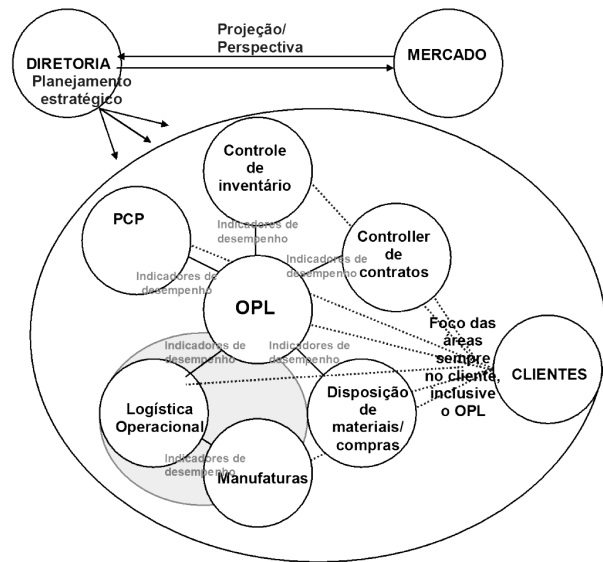 Projeção/
Perspectiva
DIRETORIA
Planejamento
estratégico
MERCADO
Controle
de
inventário
PCP
Indicadores de
desempenho
Controller
de
contratos
Indicadores de
desempenho
Indicadores de
desempenho
OPL
Foco das
áreas
sempre
no cliente,
inclusive
o OPL
CLIENTES
Indicadores de
desempenho
Indicadores de
desempenho
Logística
Operacional
Disposição
de
materiais/
compras
Indicadores de
desempenho
Manufaturas